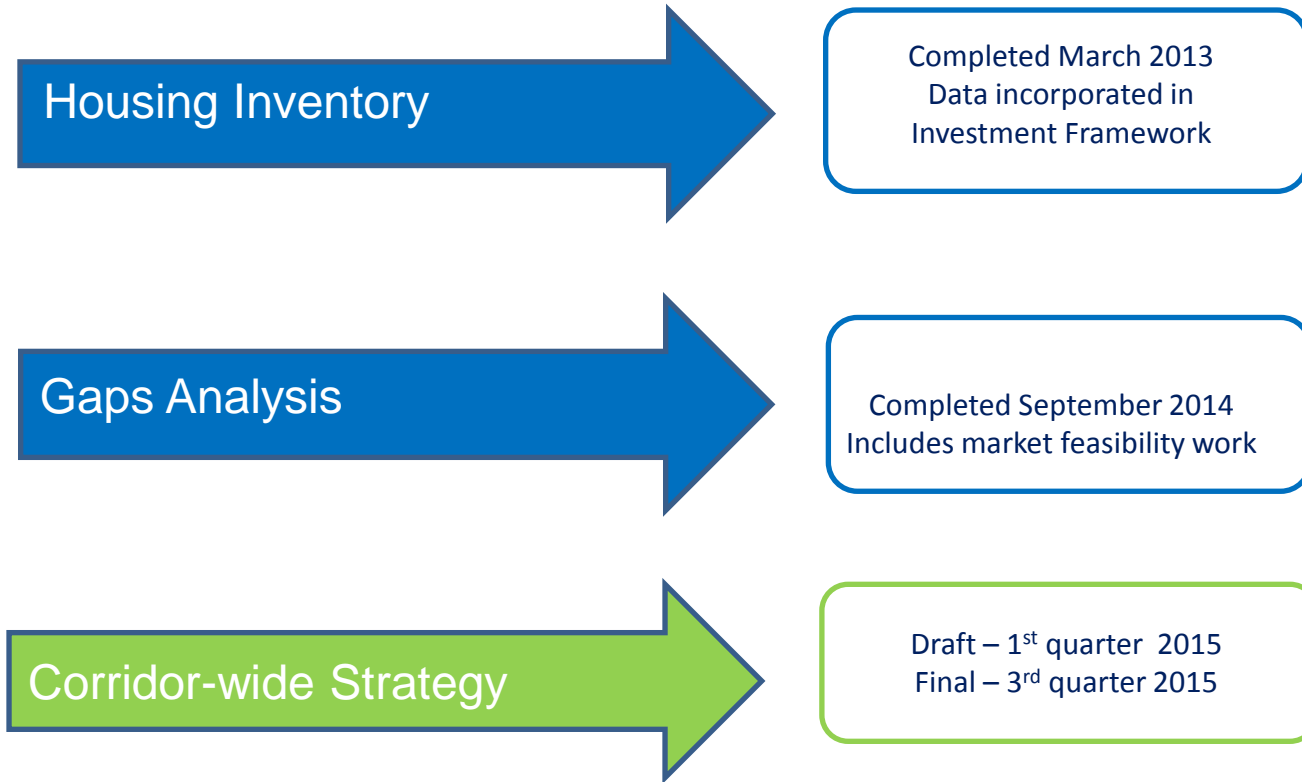 Housing Inventory
Completed March 2013
Data incorporated in
Investment Framework
Gaps Analysis
Completed September 2014
Includes market feasibility work
Corridor-wide Strategy
Draft – 1st quarter  2015
Final – 3rd quarter 2015